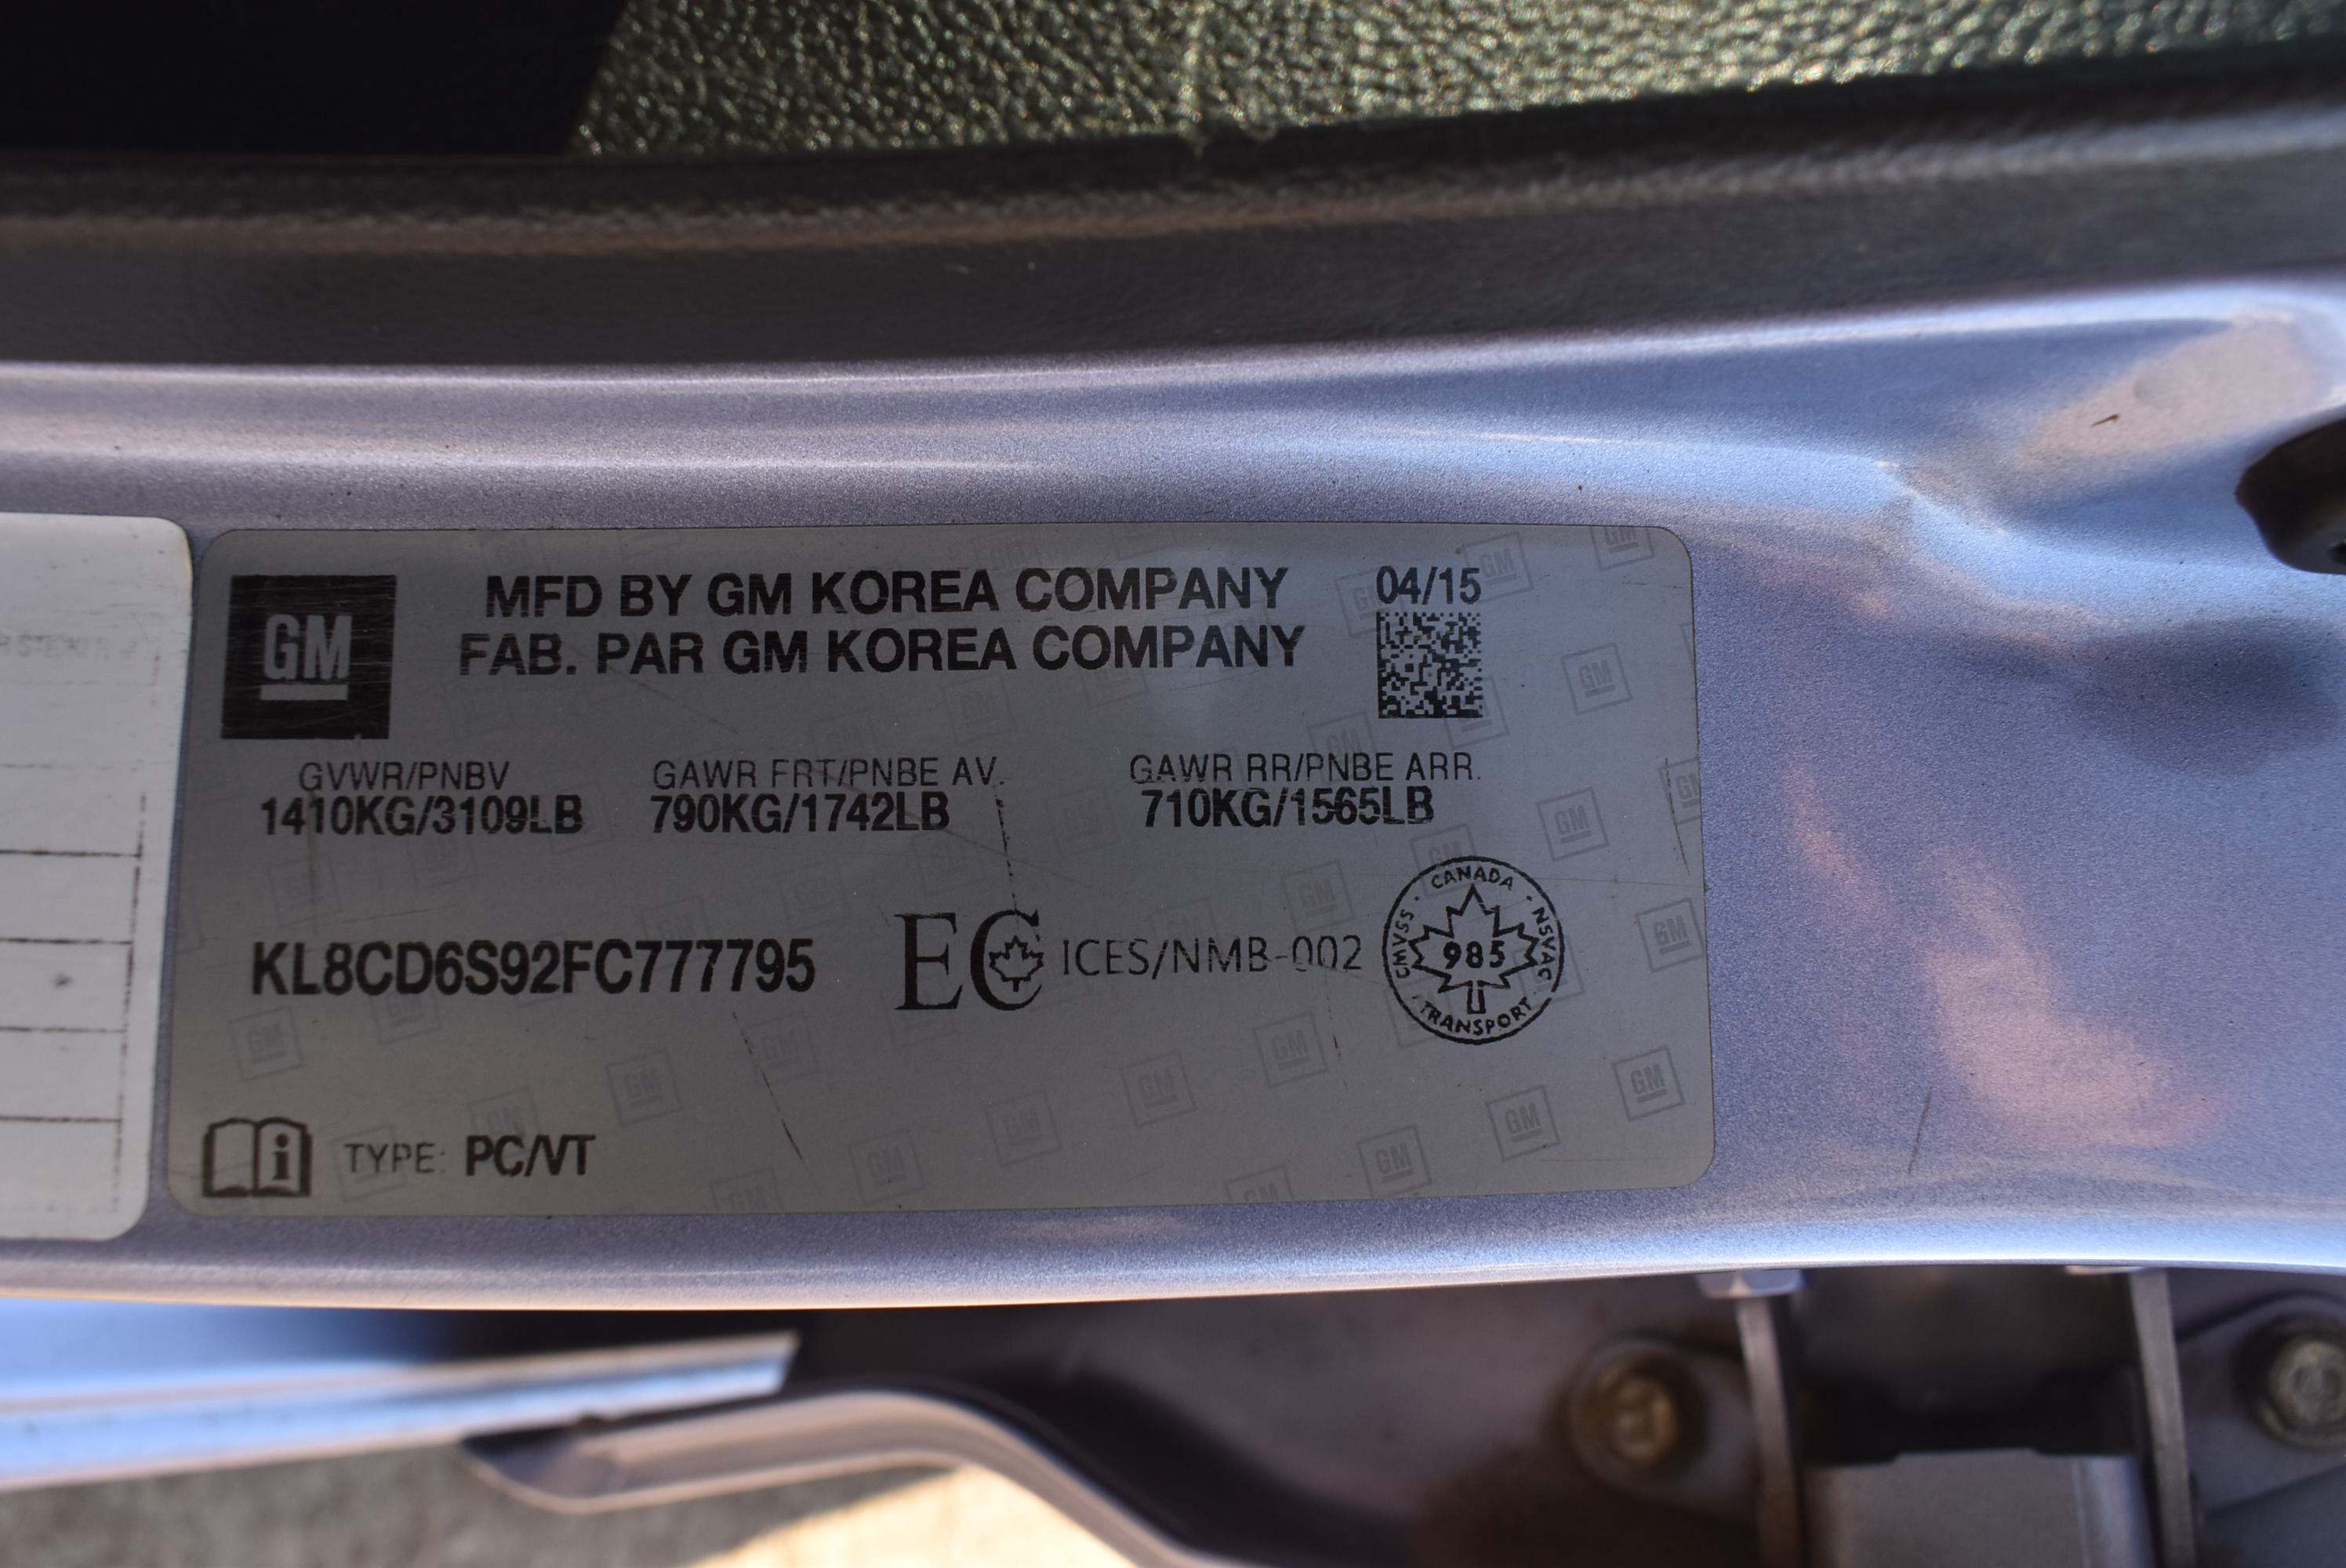 GM
MFD BY GM KOREA COMPANY
FAB. PAR GM KOREA COMPANY
04/15
GVWR/PNBV
1410KG/3109LB
GAWR FRT/PNBE AV.
790KG/1742LB
GAWR RR/PNBE ARR.
710KG/1565LB
KL8CD6S92FC777795
EC
ICES/NMB-002
CANADA
CMVSS
NSVAC
985
TRANSPORT
i
TYPE: PC/VT